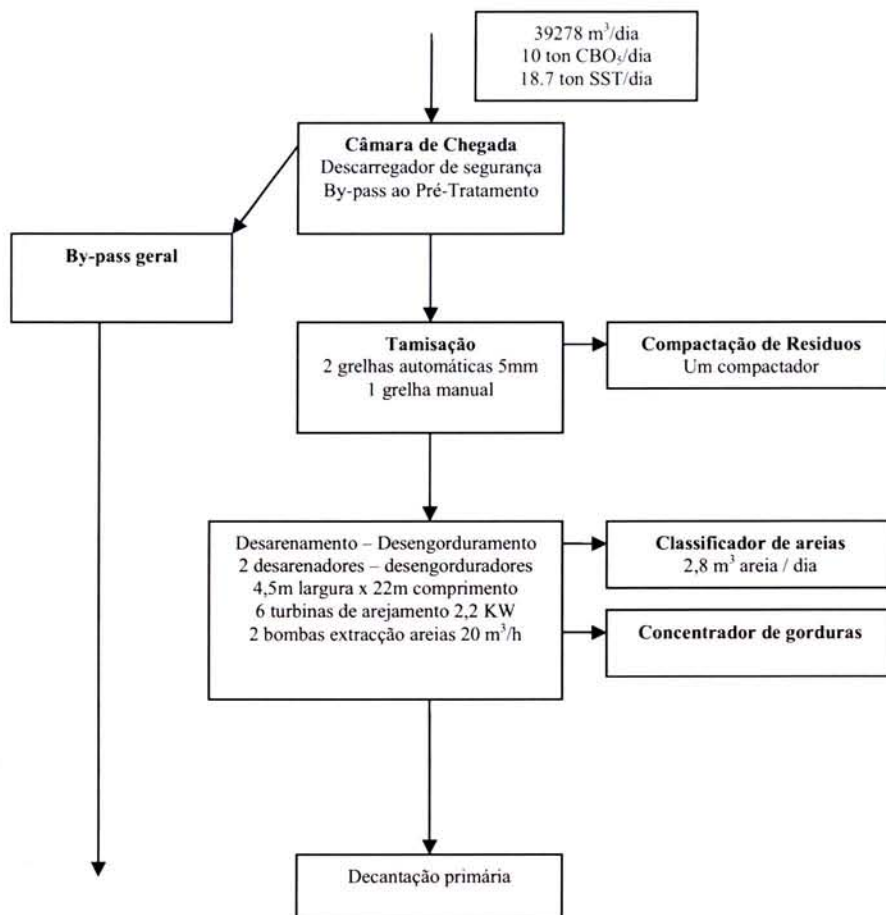 39278 m³/dia
10 ton CBO₅/dia
18.7 ton SST/dia
Câmara de Chegada
Descarregador de segurança
By-pass ao Pré-Tratamento
By-pass geral
Tamisação
2 grelhas automáticas 5mm
1 grelha manual
Compactação de Residuos
Um compactador
Desarenamento – Desengorduramento
2 desarenadores – desengorduradores
4,5m largura x 22m comprimento
6 turbinas de arejamento 2,2 KW
2 bombas extracção areias 20 m³/h
Classificador de areias
2,8 m³ areia / dia
Concentrador de gorduras
Decantação primária